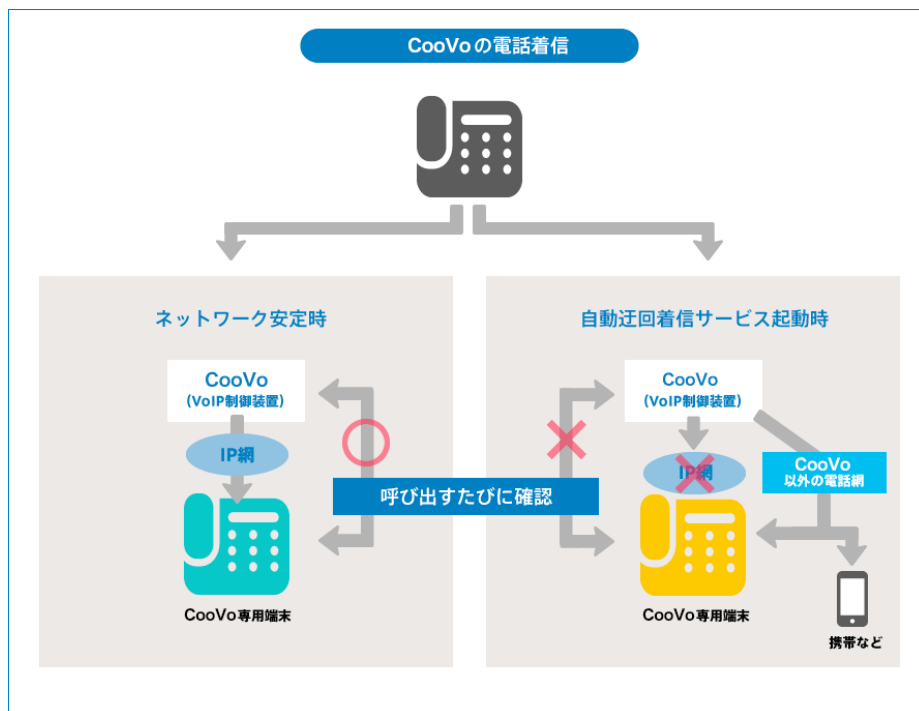 CooVoの電話着信
ネットワーク安定時
CooVo
(VoIP制御装置)
IP網
CooVo専用端末
呼び出すたびに確認
自動迂回着信サービス起動時
CooVo
(VoIP制御装置)
IP網
CooVo
以外の電話網
CooVo専用端末
携帯など